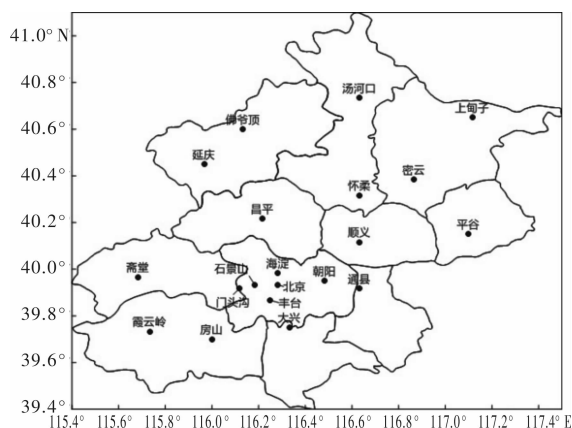 41.0° N
40.8°
汤河口
上甸子
佛爷顶
40.6°
延庆
密云
40.4°
怀柔
昌平
40.2°
顺义
平谷
斋堂
石景山
海淀
朝阳
通县
40.0°
北京
门头沟
丰台
39.8°
霞云岭
房山
大兴
39.6°
39.4°
115.4° 115.6° 115.8° 116.0° 116.2° 116.4° 116.6° 116.8° 117.0° 117.2° 117.4° E